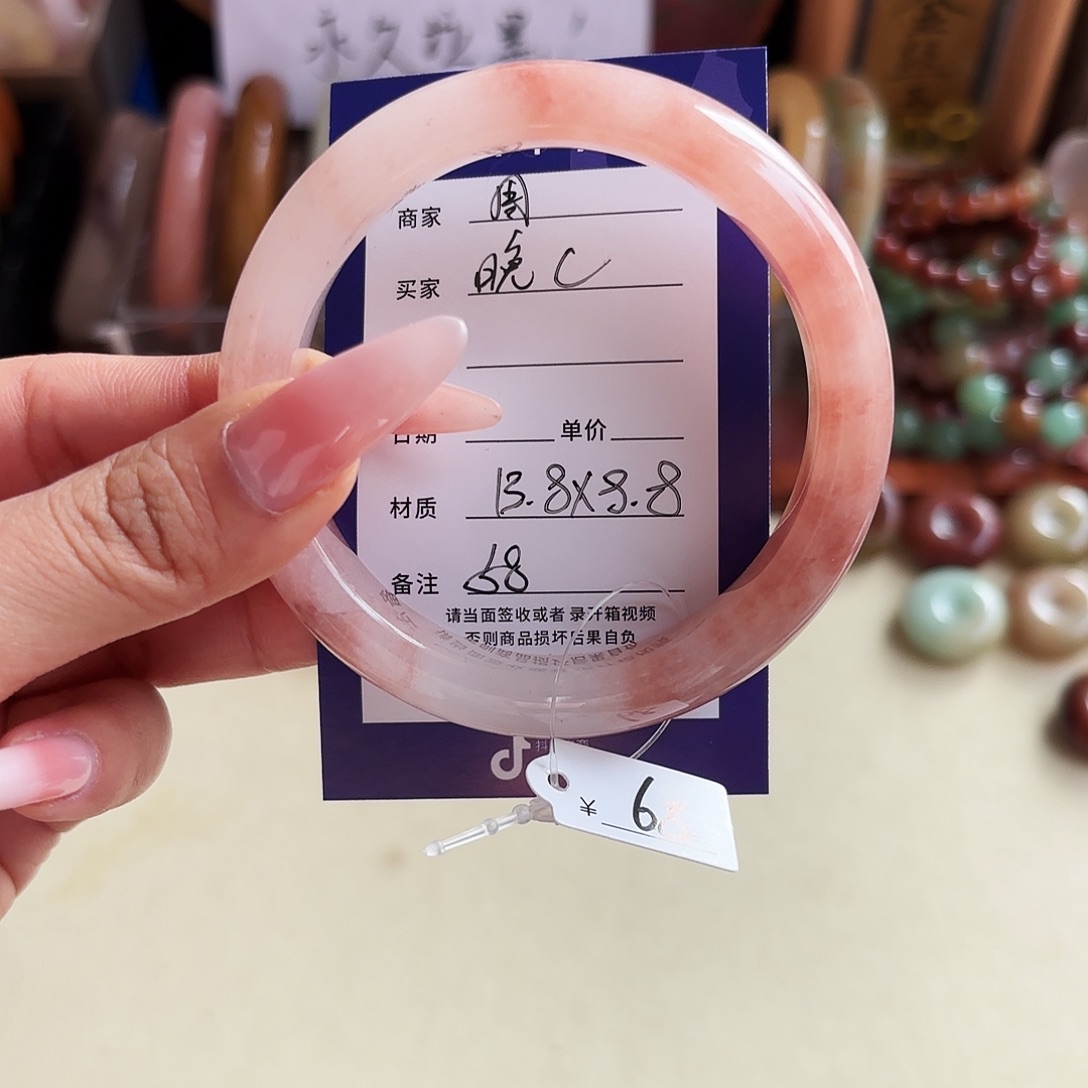 商家 周
买家 晚 C
日期 单价
材质 13.8X9.8
备注 58
请当面签收或者 录开箱视频
否则商品损坏后果自负
¥ 6